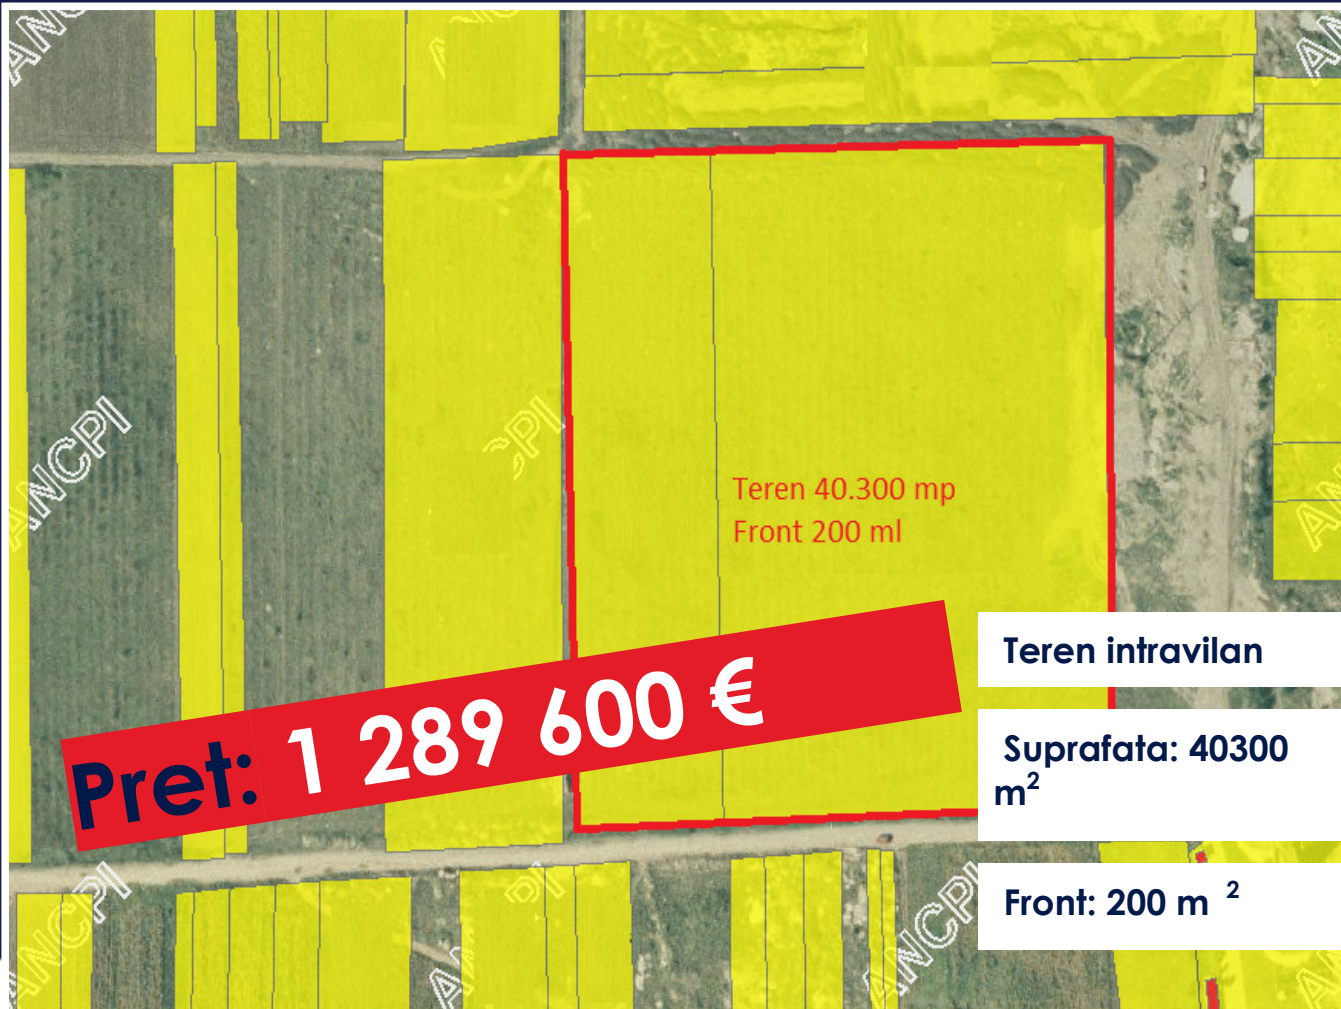 ANCPI
Teren 40.300 mp
Front 200 ml
Teren intravilan
Pret: 1 289 600 €
Suprafata: 40300
m²
ANCPI
Front: 200 m ²
ANCPI
ANCPI